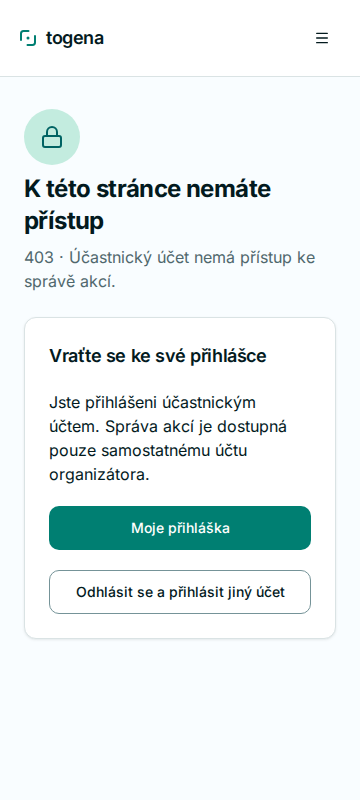 togena
K této stránce nemáte
přístup
403 · Účastnický účet nemá přístup ke
správě akcí.
Vraťte se ke své přihlášce
Jste přihlášeni účastnickým
účtem. Správa akcí je dostupná
pouze samostatnému účtu
organizátora.
Moje přihláška
Odhlásit se a přihlásit jiný účet